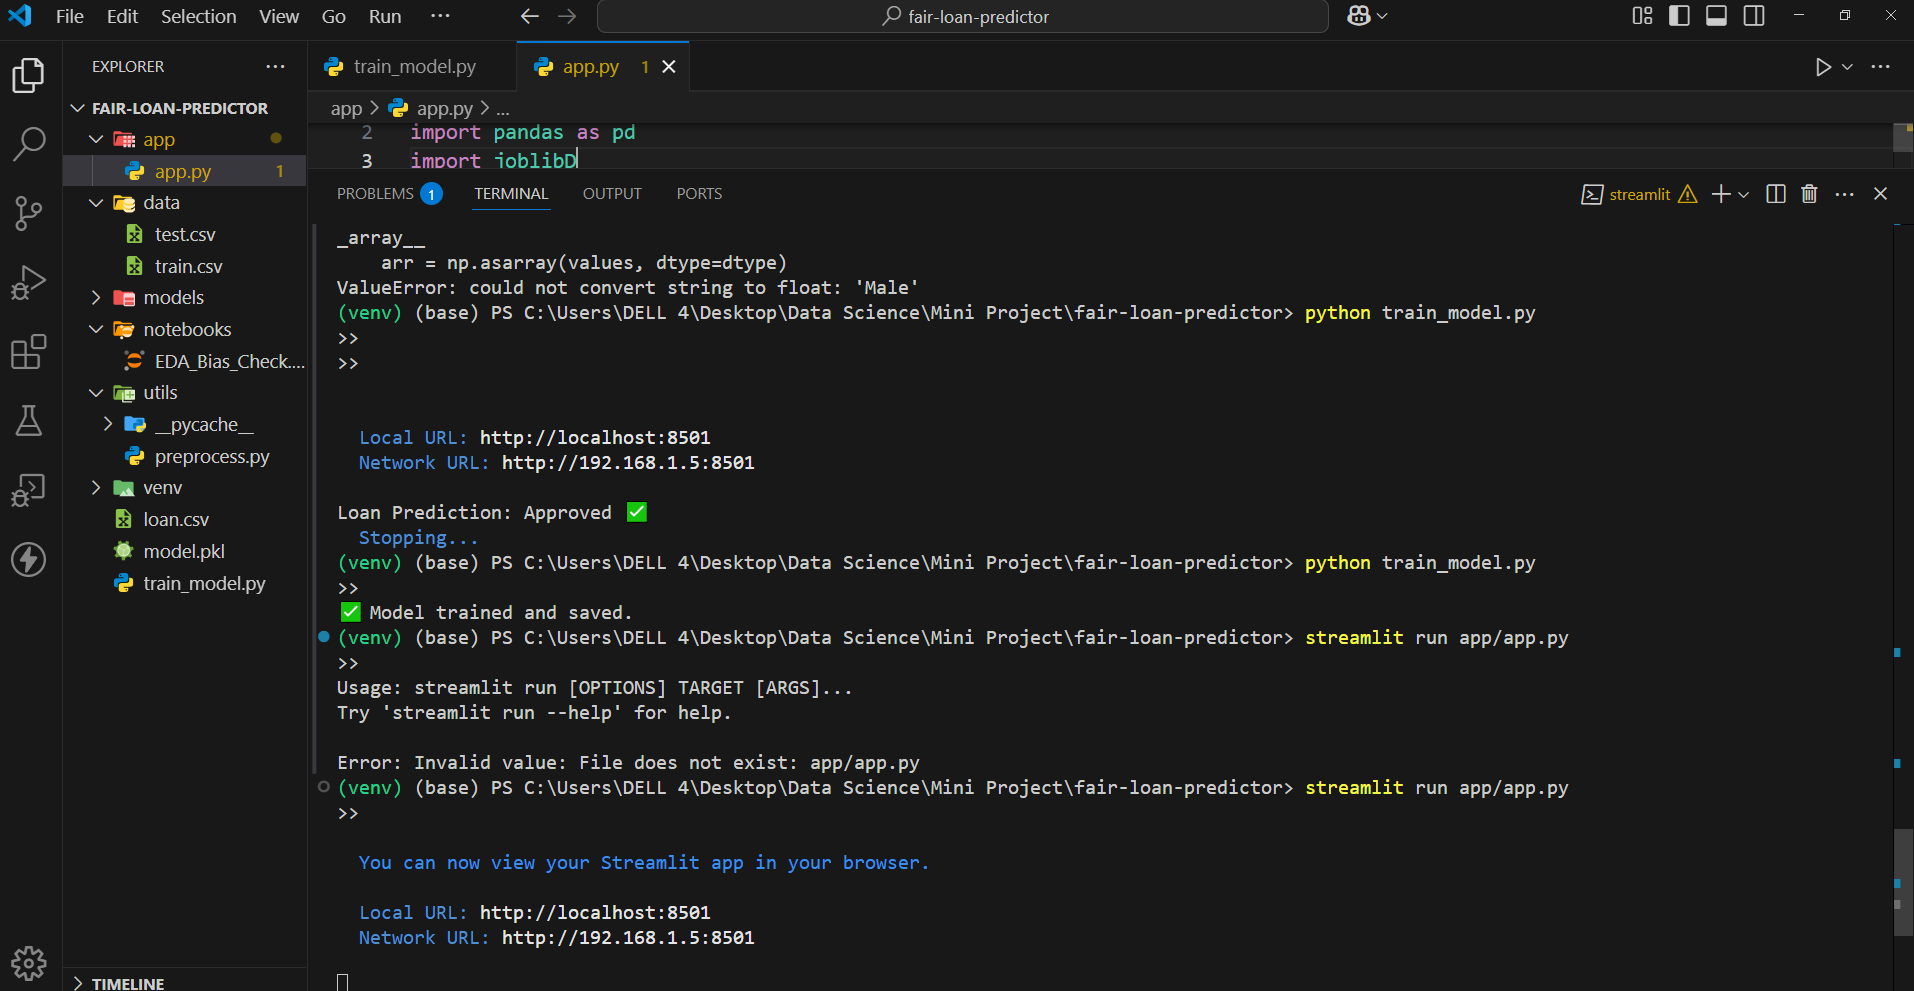 File Edit Selection View Go Run ··· fair-loan-predictor
EXPLORER ···
train_model.py
app.py 1
FAIR-LOAN-PREDICTOR
app
app.py 1
data
test.csv
train.csv
models
notebooks
EDA_Bias_Check....
utils
__pycache__
preprocess.py
venv
loan.csv
model.pkl
train_model.py
TIMELINE
app > app.py > ...
2 import pandas as pd
3 import joblibD
PROBLEMS 1 TERMINAL OUTPUT PORTS
streamlit
_array__
arr = np.asarray(values, dtype=dtype)
ValueError: could not convert string to float: 'Male'
(venv) (base) PS C:\Users\DELL 4\Desktop\Data Science\Mini Project\fair-loan-predictor> python train_model.py
>>
>>
Local URL: http://localhost:8501
Network URL: http://192.168.1.5:8501
Loan Prediction: Approved ✅
Stopping...
(venv) (base) PS C:\Users\DELL 4\Desktop\Data Science\Mini Project\fair-loan-predictor> python train_model.py
>>
✅ Model trained and saved.
(venv) (base) PS C:\Users\DELL 4\Desktop\Data Science\Mini Project\fair-loan-predictor> streamlit run app/app.py
>>
Usage: streamlit run [OPTIONS] TARGET [ARGS]...
Try 'streamlit run --help' for help.
Error: Invalid value: File does not exist: app/app.py
(venv) (base) PS C:\Users\DELL 4\Desktop\Data Science\Mini Project\fair-loan-predictor> streamlit run app/app.py
>>
You can now view your Streamlit app in your browser.
Local URL: http://localhost:8501
Network URL: http://192.168.1.5:8501